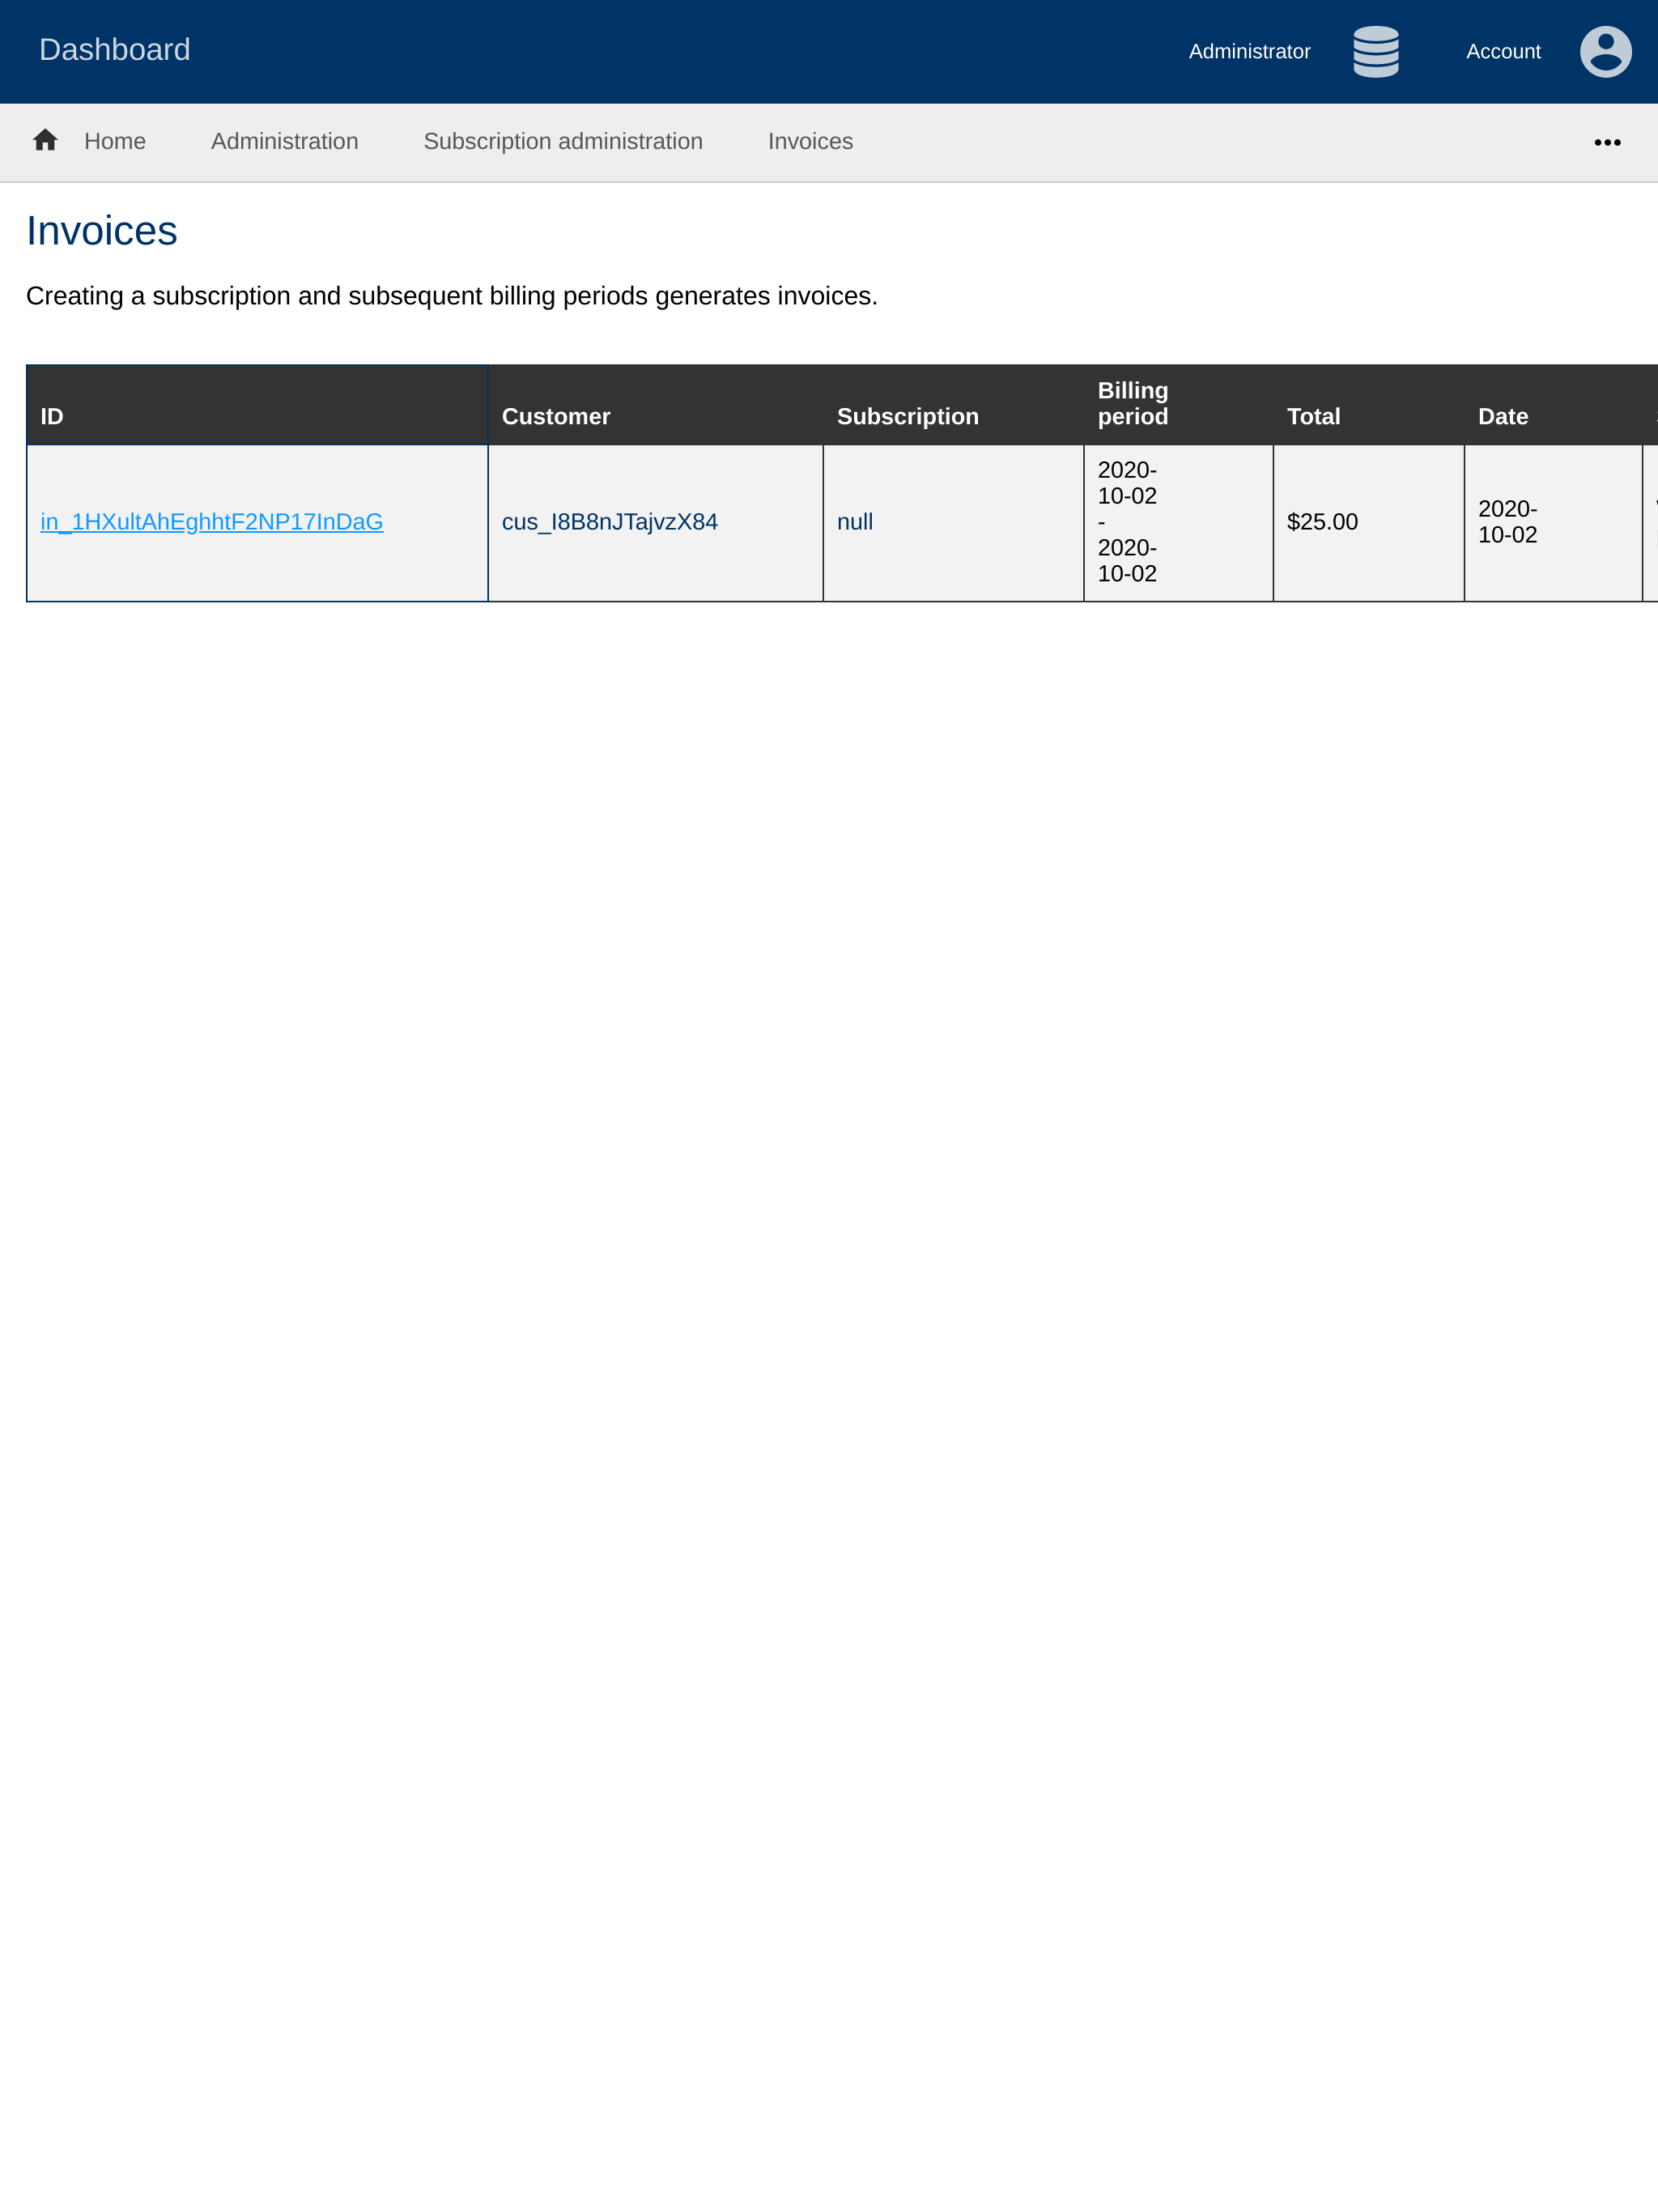 Dashboard
Administrator
Account
Home
Administration
Subscription administration
Invoices
Invoices
Creating a subscription and subsequent billing periods generates invoices.
ID
Customer
Subscription
Billing
period
Total
Date
in_1HXultAhEghhtF2NP17InDaG
cus_I8B8nJTajvzX84
null
2020-
10-02
-
2020-
10-02
$25.00
2020-
10-02